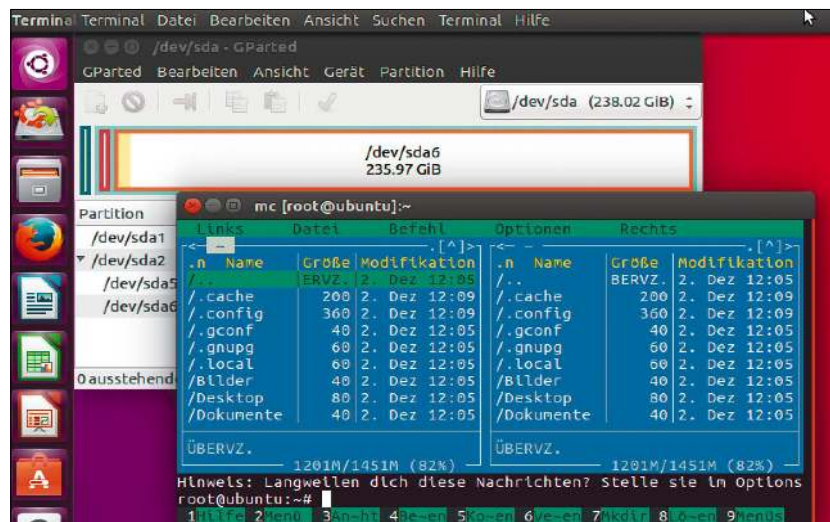 Termina Terminal Datei Bearbeiten Ansicht Suchen Terminal Hilfe
/dev/sda - GParted
GParted Bearbeiten Ansicht Gerät Partition Hilfe
/dev/sda (238.02 GiB)
/dev/sda6
235.97 GiB
Partition
/dev/sda1
/dev/sda2
/dev/sda5
/dev/sda6
0 ausstehend
mc [root@ubuntu]:~
Links Datei Befehl Optionen Rechts
.n Name Größe Modifikation .n Name Größe Modifikation
/.. ERVZ. 2. Dez 12:05 /.. BERVZ. 2. Dez 12:05
/.cache 200 2. Dez 12:09 /.cache 200 2. Dez 12:09
/.config 360 2. Dez 12:09 /.config 360 2. Dez 12:09
/.gconf 40 2. Dez 12:05 /.gconf 40 2. Dez 12:05
/.gnupg 60 2. Dez 12:05 /.gnupg 60 2. Dez 12:05
/.local 60 2. Dez 12:05 /.local 60 2. Dez 12:05
/Bilder 40 2. Dez 12:05 /Bilder 40 2. Dez 12:05
/Desktop 80 2. Dez 12:05 /Desktop 80 2. Dez 12:05
/Dokumente 40 2. Dez 12:05 /Dokumente 40 2. Dez 12:05
ÜBERVZ. ÜBERVZ.
1201M/1451M (82%) 1201M/1451M (82%)
Hinweis: Langweilen dich diese Nachrichten? Stelle sie im Options
root@ubuntu:~#
1Hilfe 2Menü 3An~ht 4Be~en 5Ko~en 6Ve~en 7Mkdir 8Lö~en 9Menüs